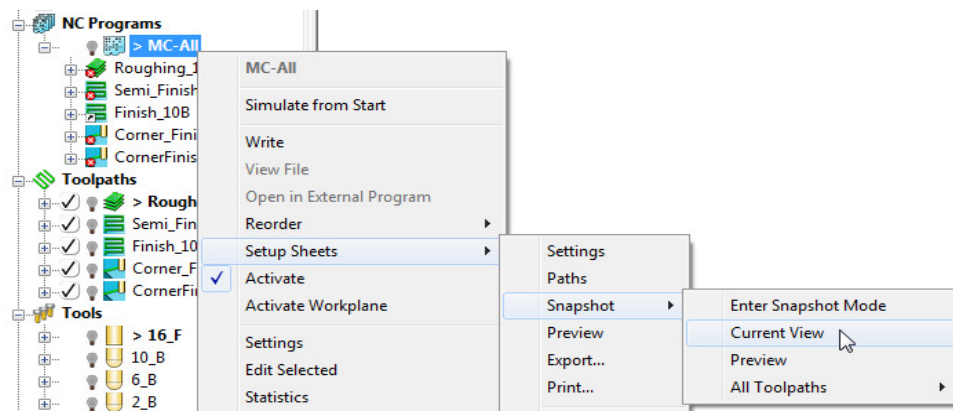 NC Programs
> MC-All
Roughing_1
Semi_Finish
Finish_10B
Corner_Fini
CornerFinis
Toolpaths
> Rough
Semi_Fin
Finish_10
Corner_F
CornerFi
Tools
> 16_F
10_B
6_B
2_B
MC-All
Simulate from Start
Write
View File
Open in External Program
Reorder
Setup Sheets
Activate
Activate Workplane
Settings
Edit Selected
Statistics
Settings
Paths
Snapshot
Preview
Export...
Print...
Enter Snapshot Mode
Current View
Preview
All Toolpaths